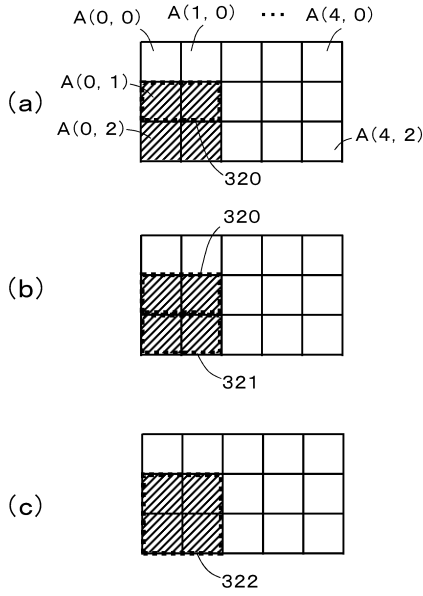 A(0, 0) A(1, 0) ··· A(4, 0)
(a)
A(0, 1)
A(0, 2)
A(4, 2)
320
320
(b)
321
(c)
322